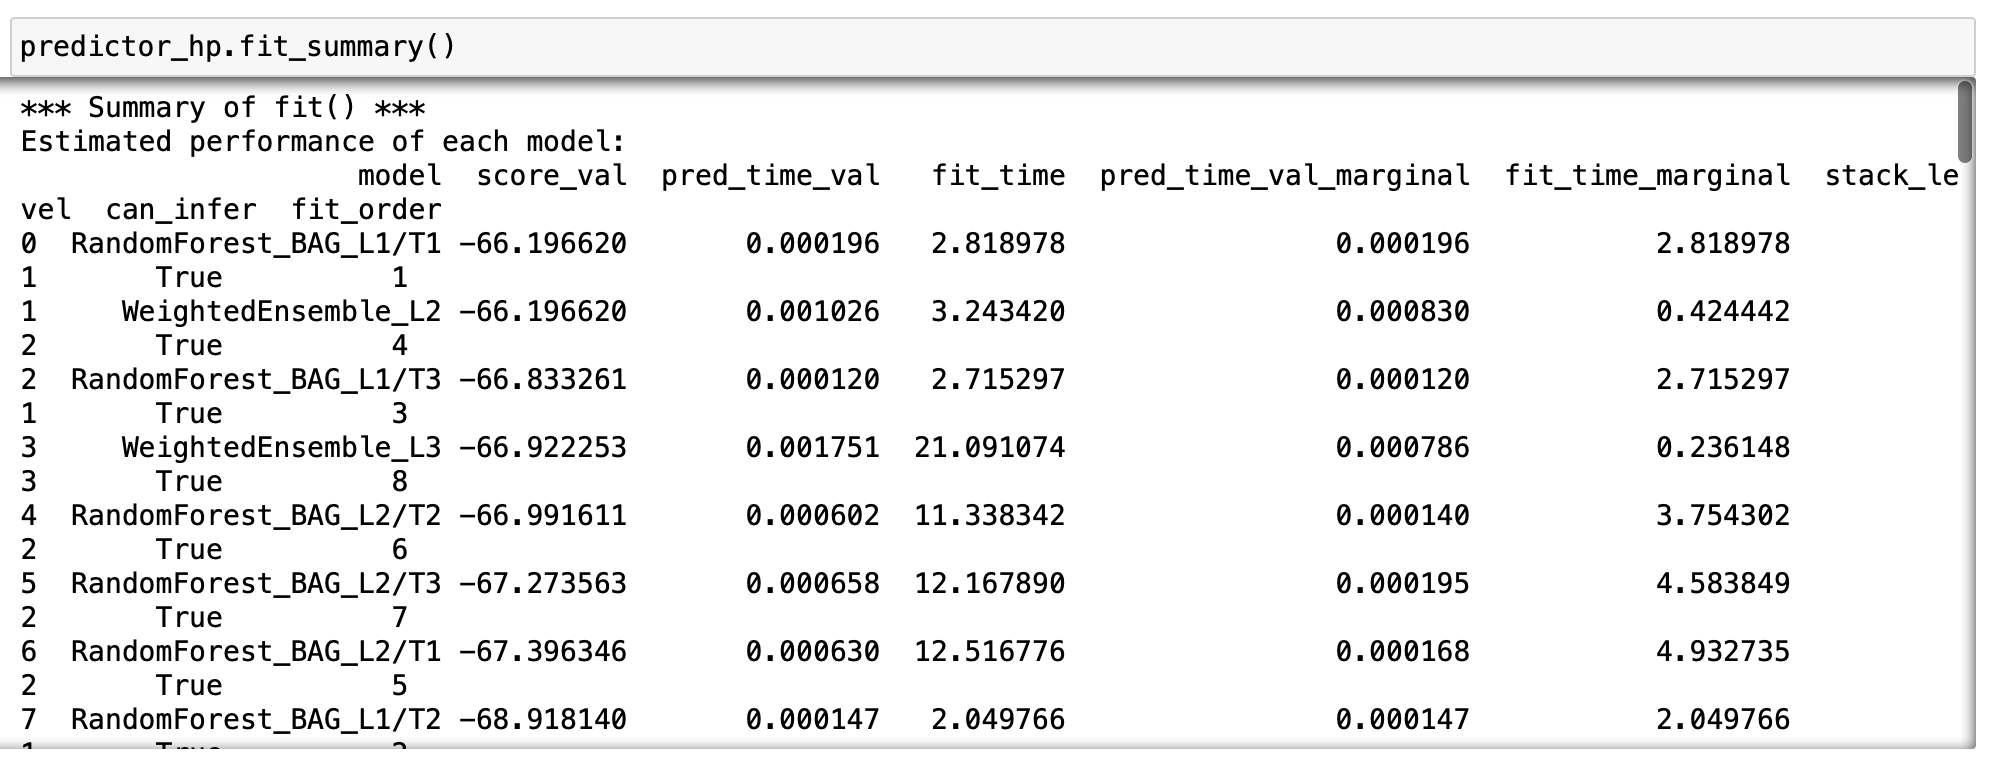 predictor_hp.fit_summary()
*** Summary of fit() ***
Estimated performance of each model:
                    model  score_val  pred_time_val   fit_time  pred_time_val_marginal  fit_time_marginal  stack_le
vel  can_infer  fit_order
0  RandomForest_BAG_L1/T1 -66.196620       0.000196   2.818978                0.000196           2.818978
1       True          1
1     WeightedEnsemble_L2 -66.196620       0.001026   3.243420                0.000830           0.424442
2       True          4
2  RandomForest_BAG_L1/T3 -66.833261       0.000120   2.715297                0.000120           2.715297
1       True          3
3     WeightedEnsemble_L3 -66.922253       0.001751  21.091074                0.000786           0.236148
3       True          8
4  RandomForest_BAG_L2/T2 -66.991611       0.000602  11.338342                0.000140           3.754302
2       True          6
5  RandomForest_BAG_L2/T3 -67.273563       0.000658  12.167890                0.000195           4.583849
2       True          7
6  RandomForest_BAG_L2/T1 -67.396346       0.000630  12.516776                0.000168           4.932735
2       True          5
7  RandomForest_BAG_L1/T2 -68.918140       0.000147   2.049766                0.000147           2.049766